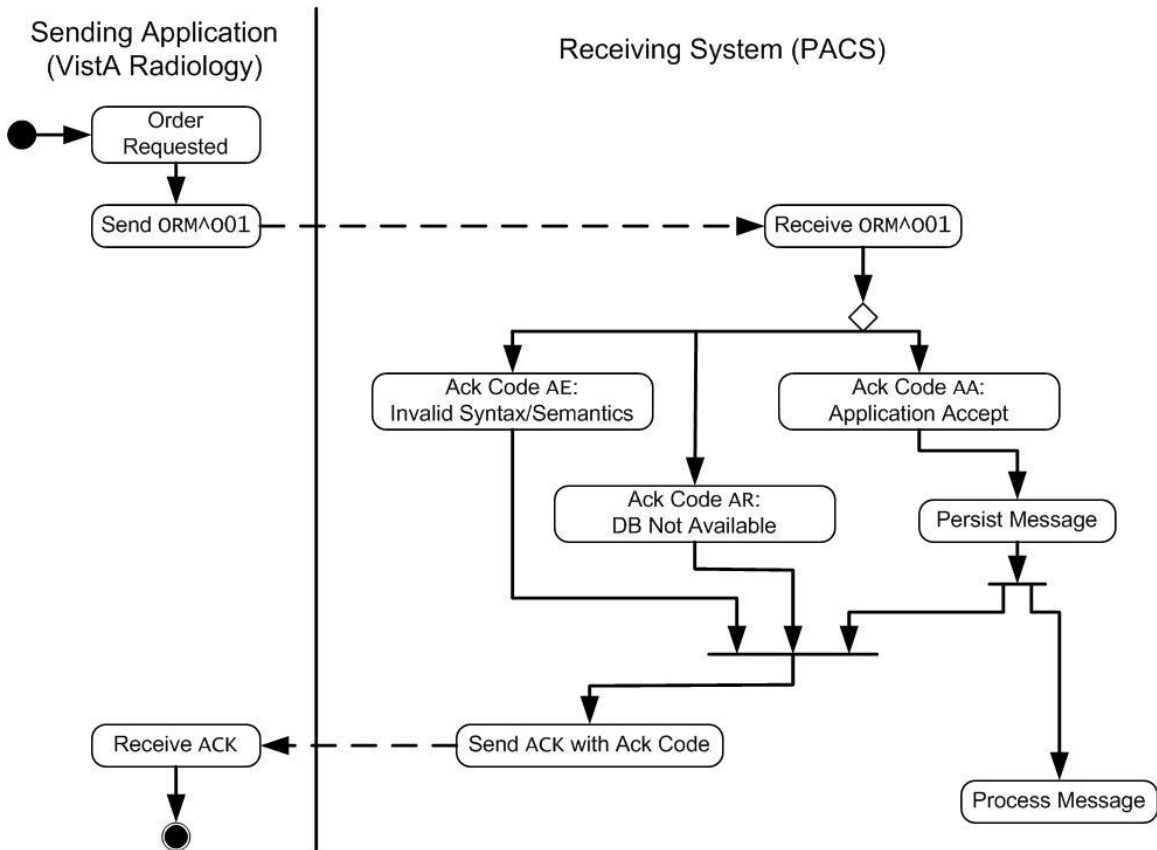 Sending Application
(VistA Radiology)
Receiving System (PACS)
Order
Requested
Send ORM^O01
Receive ORM^O01
Ack Code AE:
Invalid Syntax/Semantics
Ack Code AA:
Application Accept
Ack Code AR:
DB Not Available
Persist Message
Receive ACK
Send ACK with Ack Code
Process Message